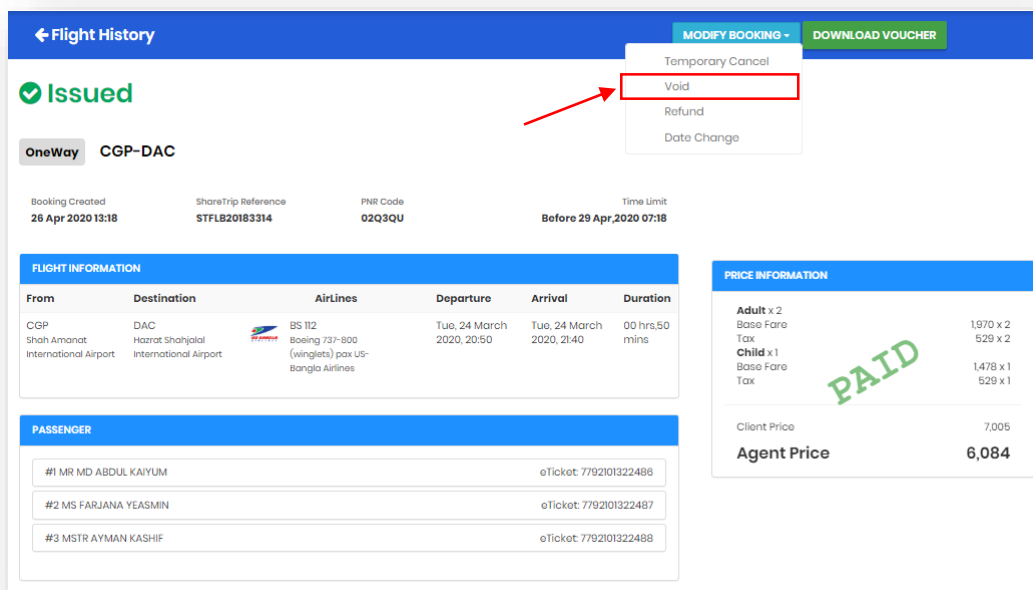 Flight History
MODIFY BOOKING
DOWNLOAD VOUCHER
Temporary Cancel
Void
Refund
Date Change
Issued
OneWay CGP-DAC
Booking Created ShareTrip Reference PNR Code Time Limit
26 Apr 2020 13:18 STFLB20183314 02Q3QU Before 29 Apr,2020 07:18
FLIGHT INFORMATION
From Destination AirLines Departure Arrival Duration
CGP DAC BS 112 Tue, 24 March Tue, 24 March 00 hrs,50
Shah Amanat Hazrat Shahjalal Boeing 737-800 2020, 20:50 2020, 21:40 mins
International Airport International Airport (winglets) pax US-
Bangla Airlines
PASSENGER
#1 MR MD ABDUL KAIYUM eTicket: 7792101322486
#2 MS FARJANA YEASMIN eTicket: 7792101322487
#3 MSTR AYMAN KASHIF eTicket: 7792101322488
PRICE INFORMATION
Adult x 2
Base Fare 1,970 x 2
Tax 529 x 2
Child x 1
Base Fare 1,478 x 1
Tax 529 x 1
PAID
Client Price 7,005
Agent Price 6,084